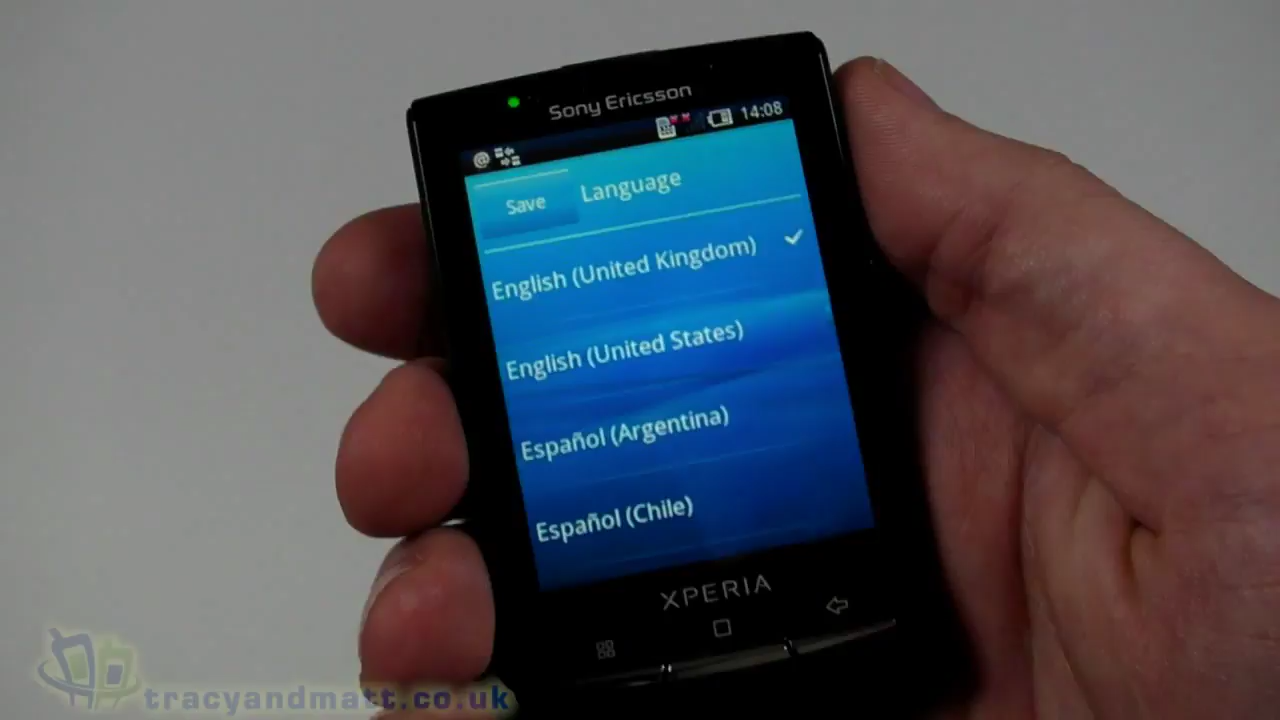 Sony Ericsson
14:08
Save Language
English (United Kingdom)
English (United States)
Español (Argentina)
Español (Chile)
XPERIA
tracyandmatt.co.uk